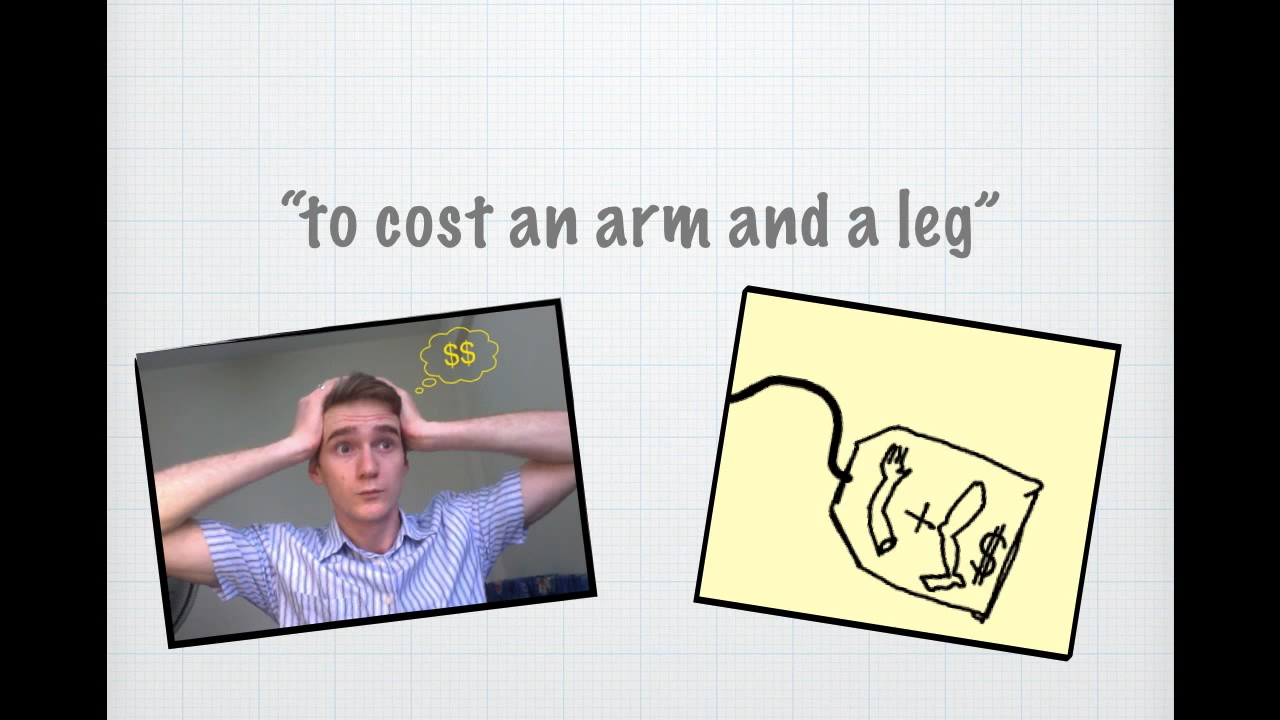 “to cost an arm and a leg”
$$
+ $